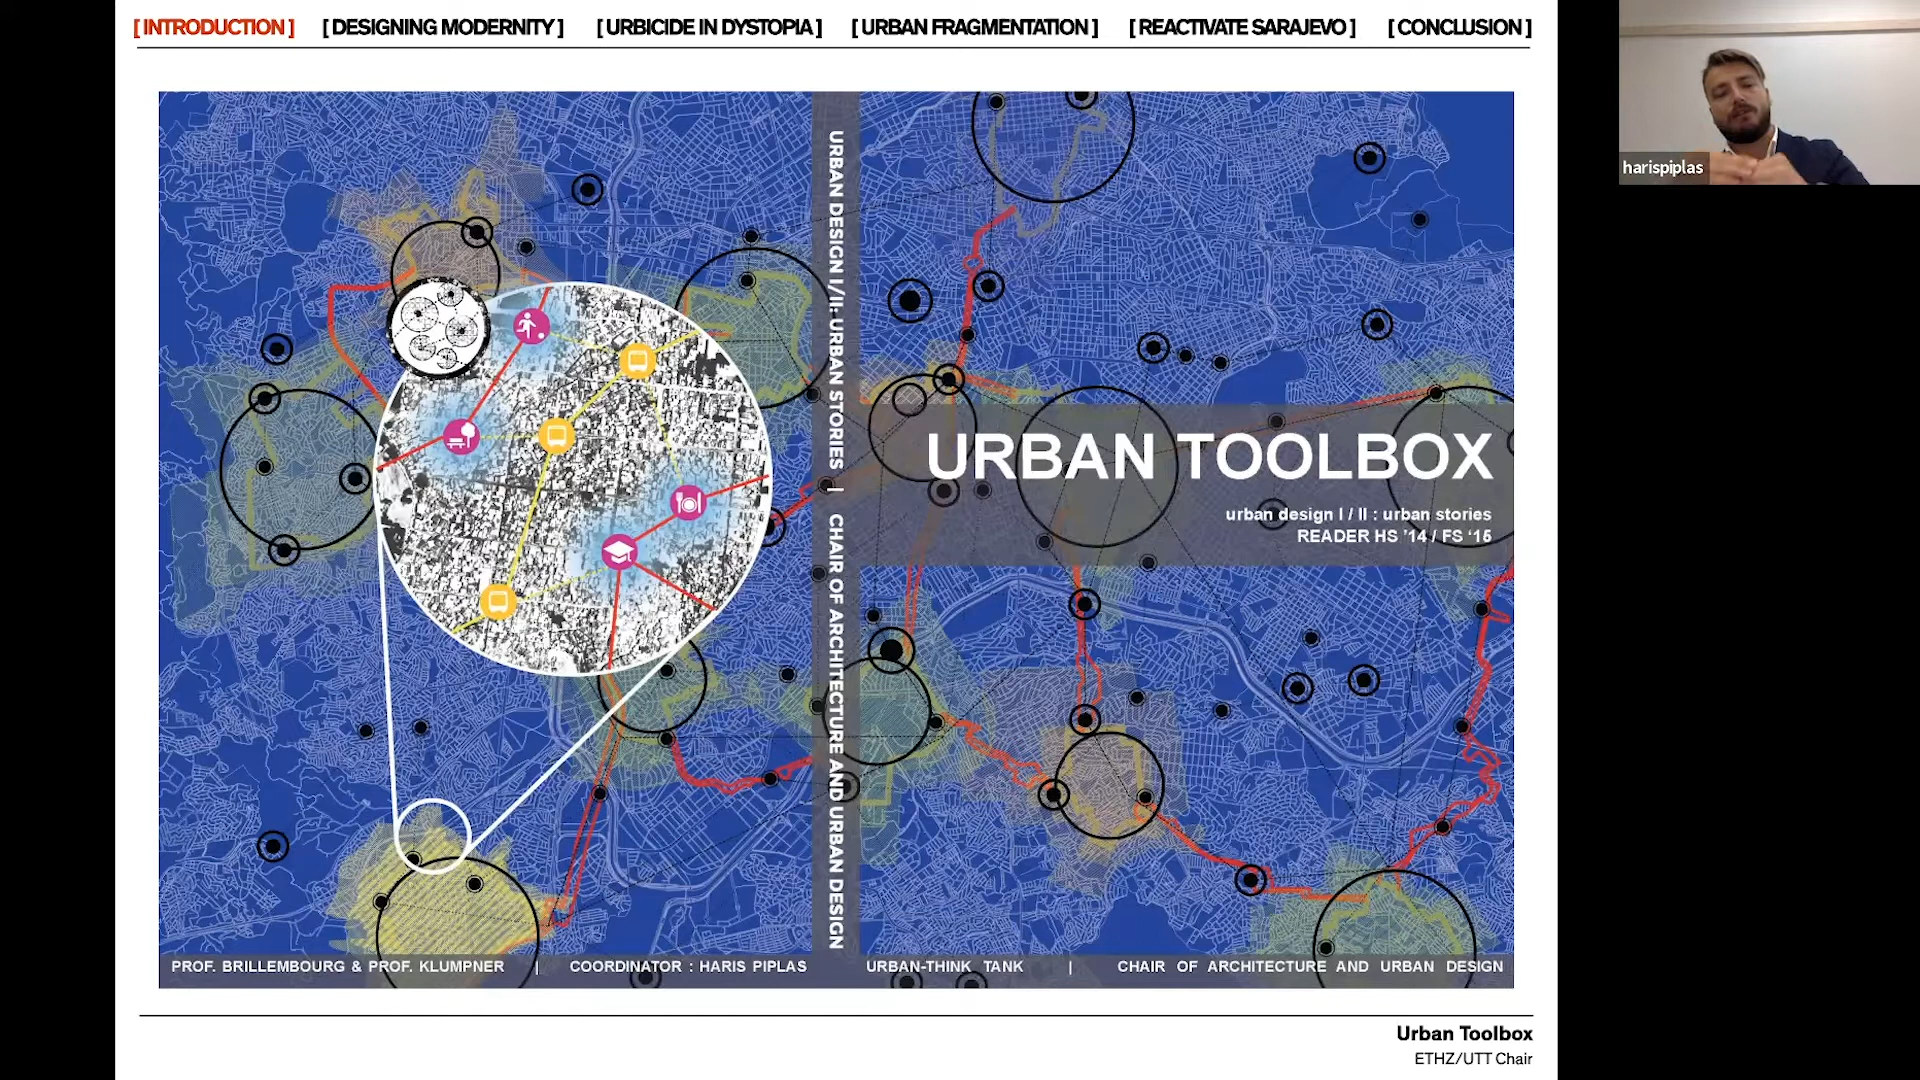 [ INTRODUCTION ] [ DESIGNING MODERNITY ] [ URBICIDE IN DYSTOPIA ] [ URBAN FRAGMENTATION ] [ REACTIVATE SARAJEVO ] [ CONCLUSION ]
harispiplas
URBAN DESIGN I/II: URBAN STORIES | CHAIR OF ARCHITECTURE AND URBAN DESIGN
URBAN TOOLBOX
urban design I / II : urban stories
READER HS '14 / FS '15
PROF. BRILLEMBOURG & PROF. KLUMPNER | COORDINATOR : HARIS PIPLAS URBAN-THINK TANK | CHAIR OF ARCHITECTURE AND URBAN DESIGN
Urban Toolbox
ETHZ/UTT Chair